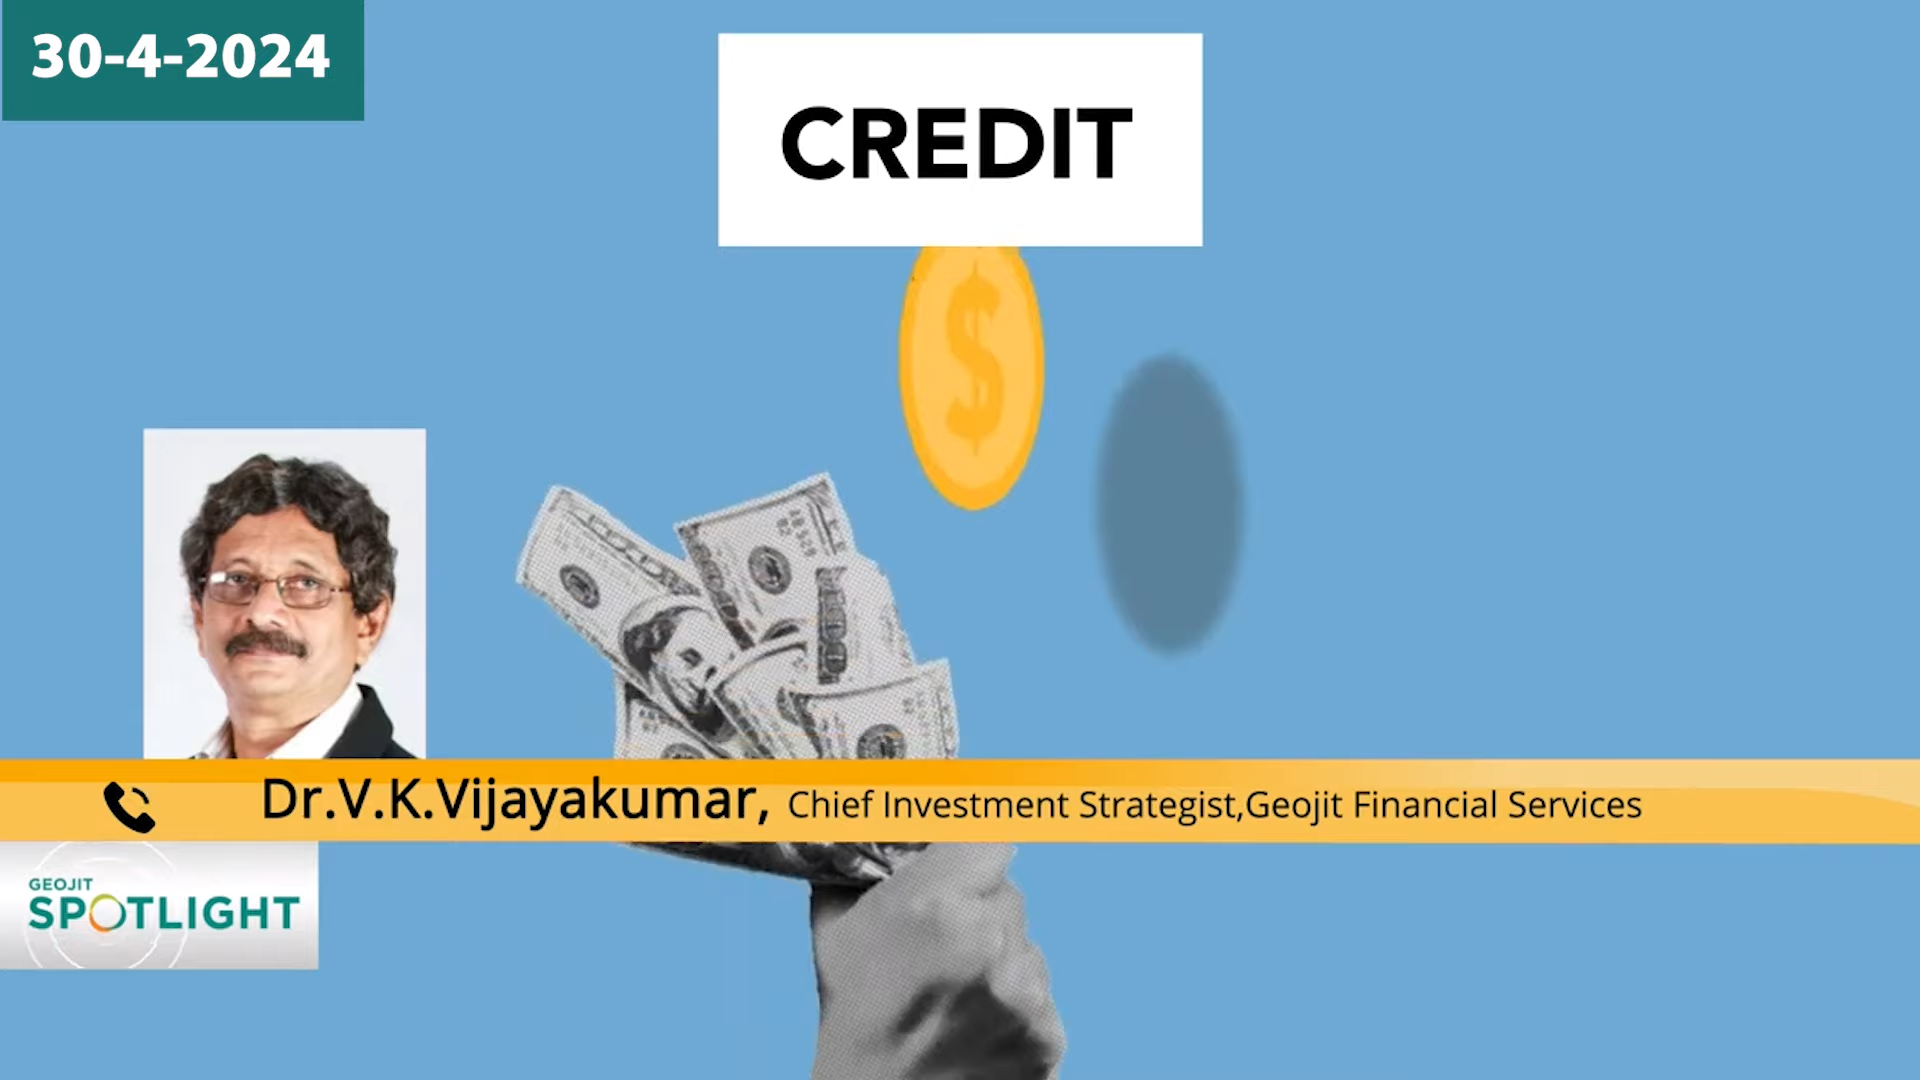 30-4-2024
CREDIT
Dr.V.K.Vijayakumar, Chief Investment Strategist,Geojit Financial Services
GEOJIT
SPOTLIGHT